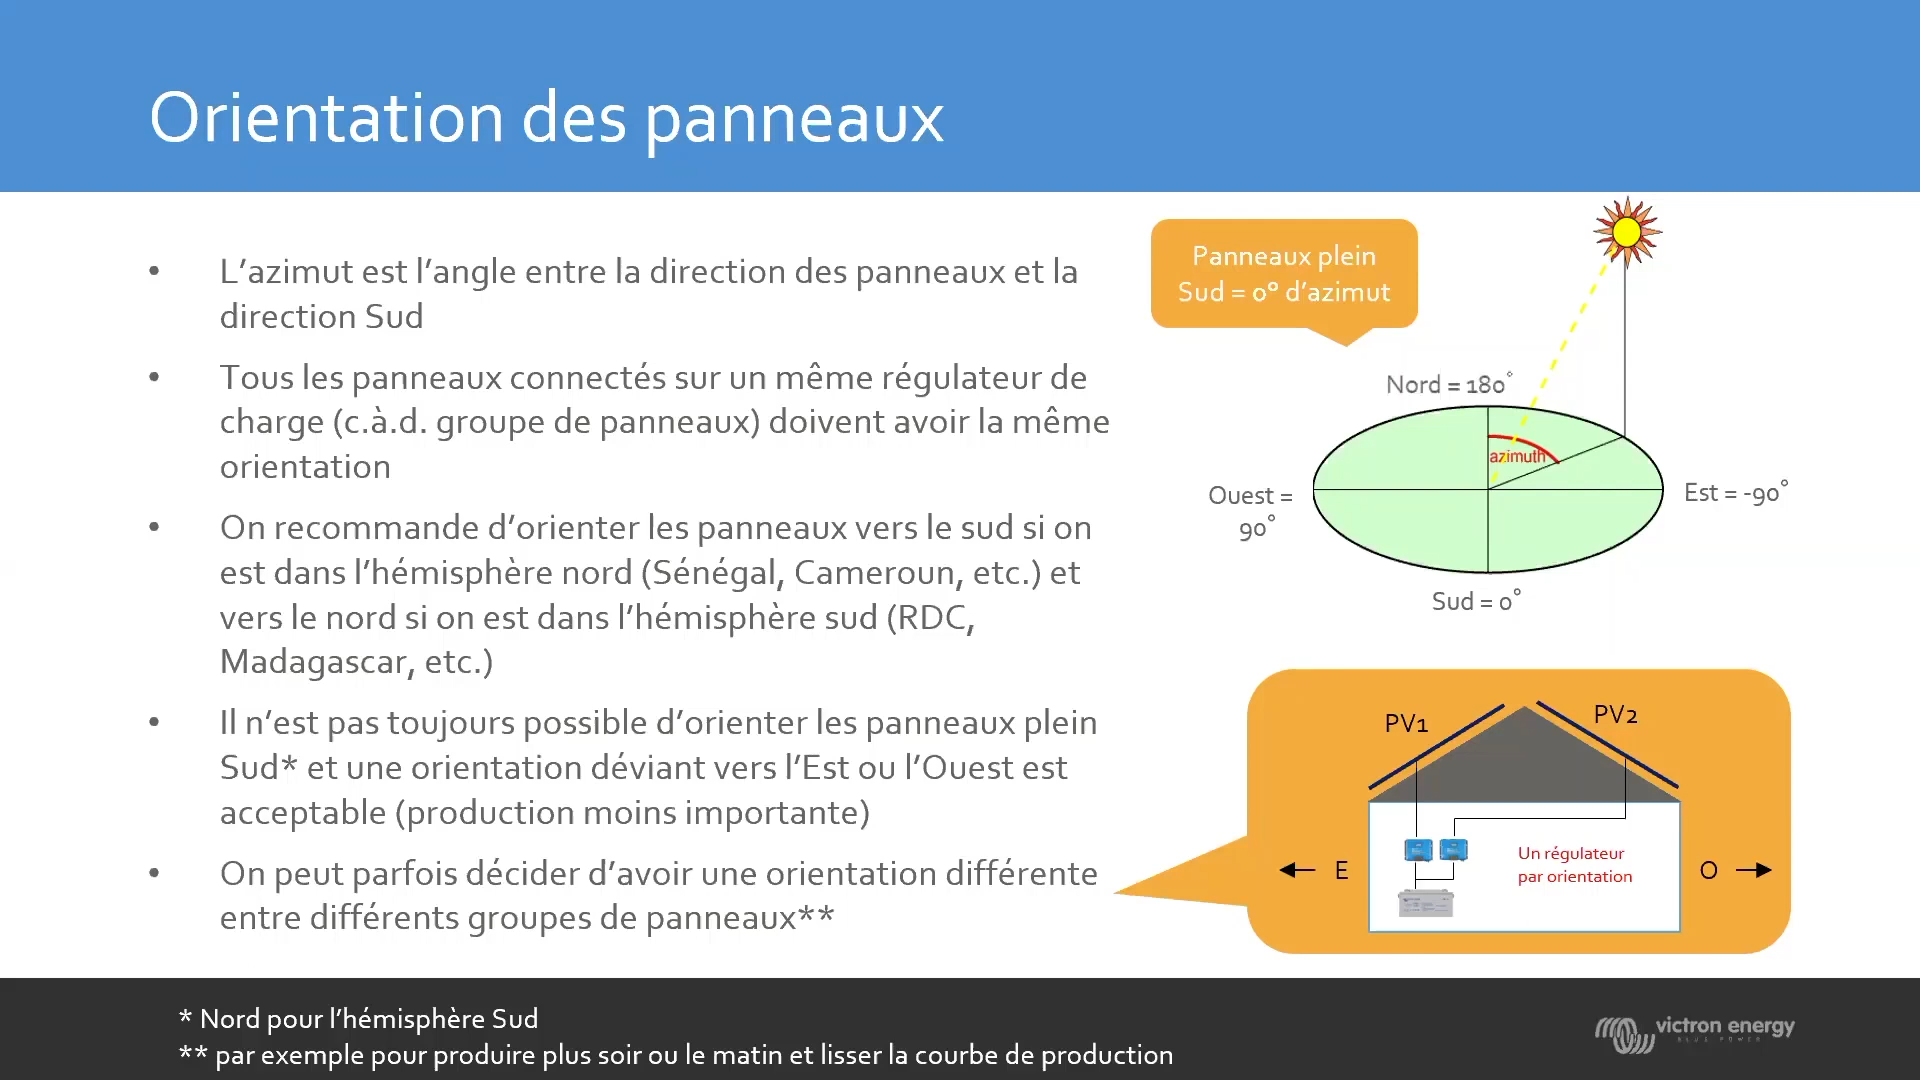 Orientation des panneaux
• L’azimut est l’angle entre la direction des panneaux et la
direction Sud
• Tous les panneaux connectés sur un même régulateur de
charge (c.à.d. groupe de panneaux) doivent avoir la même
orientation
• On recommande d’orienter les panneaux vers le sud si on
est dans l’hémisphère nord (Sénégal, Cameroun, etc.) et
vers le nord si on est dans l’hémisphère sud (RDC,
Madagascar, etc.)
• Il n’est pas toujours possible d’orienter les panneaux plein
Sud* et une orientation déviant vers l’Est ou l’Ouest est
acceptable (production moins importante)
• On peut parfois décider d’avoir une orientation différente
entre différents groupes de panneaux**
Panneaux plein
Sud = 0° d’azimut
Nord = 180°
azimuth
Ouest =
90°
Est = -90°
Sud = 0°
PV1
PV2
Un régulateur
par orientation
E
O
* Nord pour l’hémisphère Sud
** par exemple pour produire plus soir ou le matin et lisser la courbe de production
victron energy
BLUE POWER